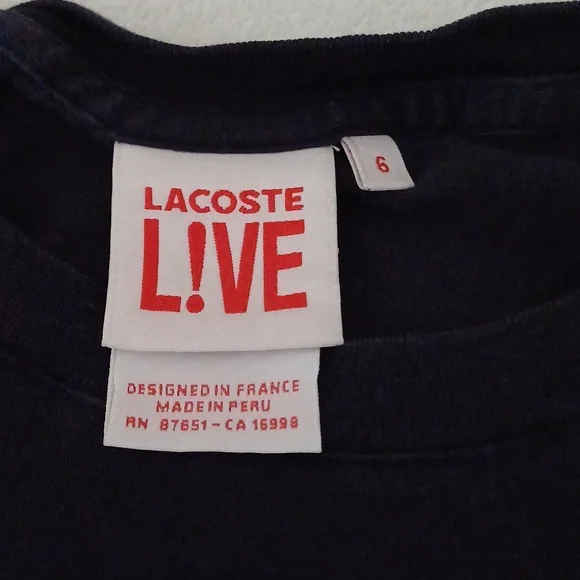 LACOSTE
L!VE
6
DESIGNED IN FRANCE
MADE IN PERU
RN 87651 - CA 16998